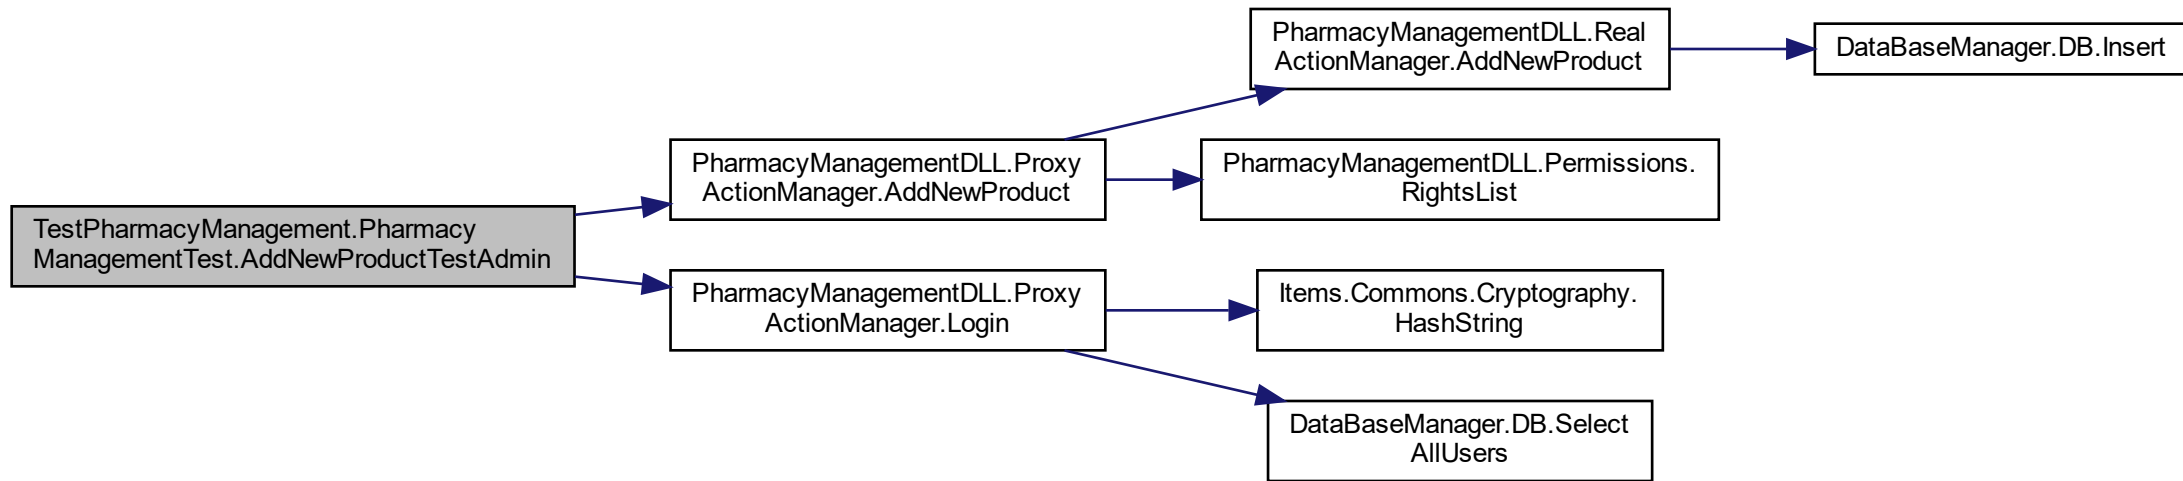 TestPharmacyManagement.Pharmacy
ManagementTest.AddNewProductTestAdmin
PharmacyManagementDLL.Proxy
ActionManager.AddNewProduct
PharmacyManagementDLL.Real
ActionManager.AddNewProduct
DataBaseManager.DB.Insert
PharmacyManagementDLL.Permissions.
RightsList
PharmacyManagementDLL.Proxy
ActionManager.Login
Items.Commons.Cryptography.
HashString
DataBaseManager.DB.Select
AllUsers